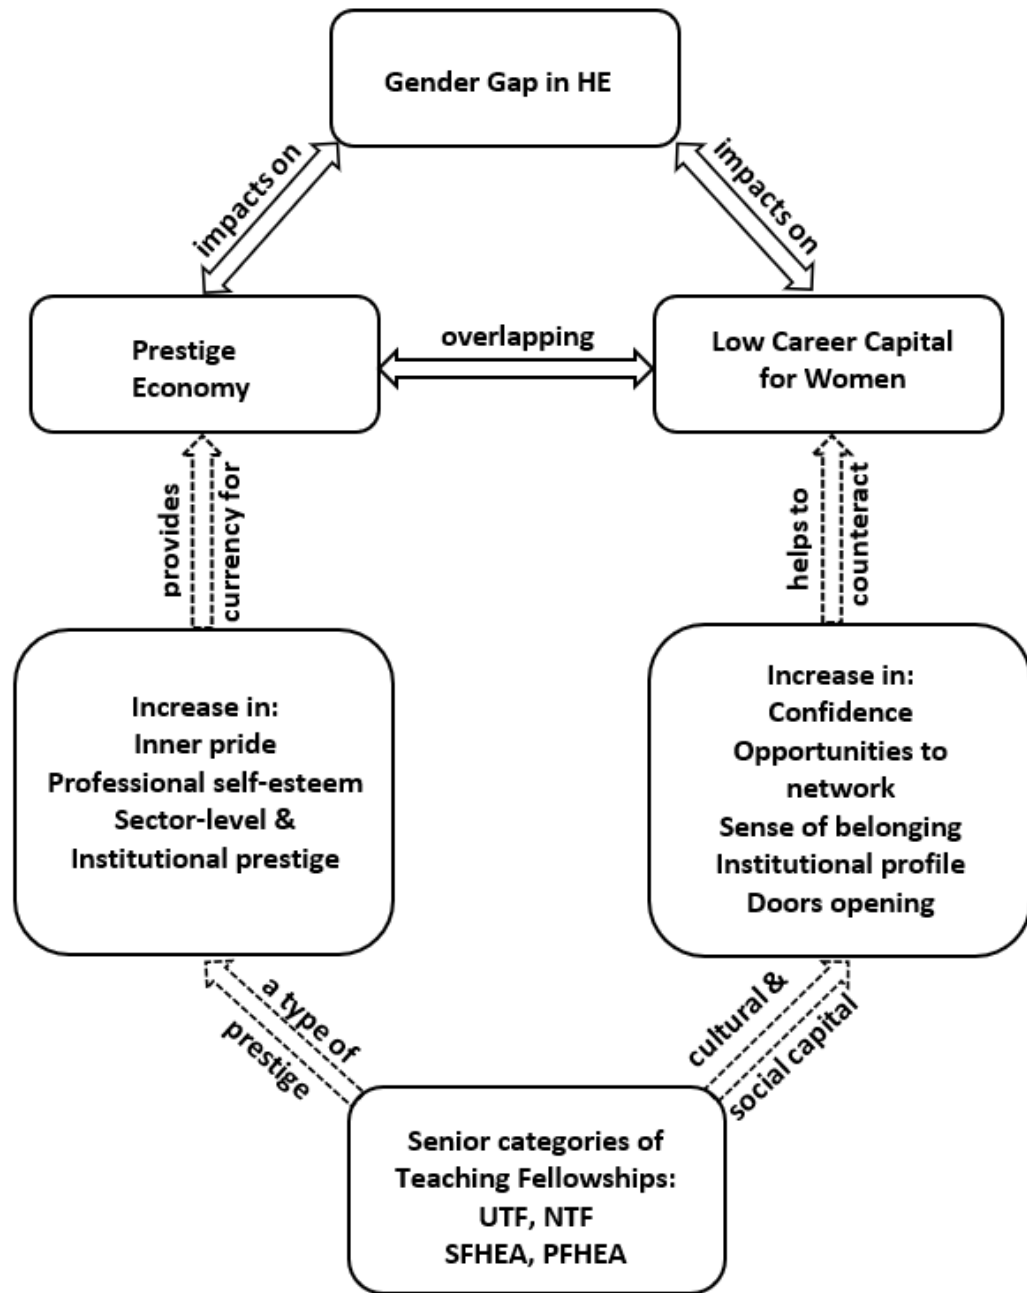 Gender Gap in HE
impacts on
impacts on
Prestige
Economy
overlapping
Low Career Capital
for Women
provides
currency for
helps to
counteract
Increase in:
Inner pride
Professional self-esteem
Sector-level &
Institutional prestige
Increase in:
Confidence
Opportunities to
network
Sense of belonging
Institutional profile
Doors opening
a type of
prestige
cultural &
social capital
Senior categories of
Teaching Fellowships:
UTF, NTF
SFHEA, PFHEA